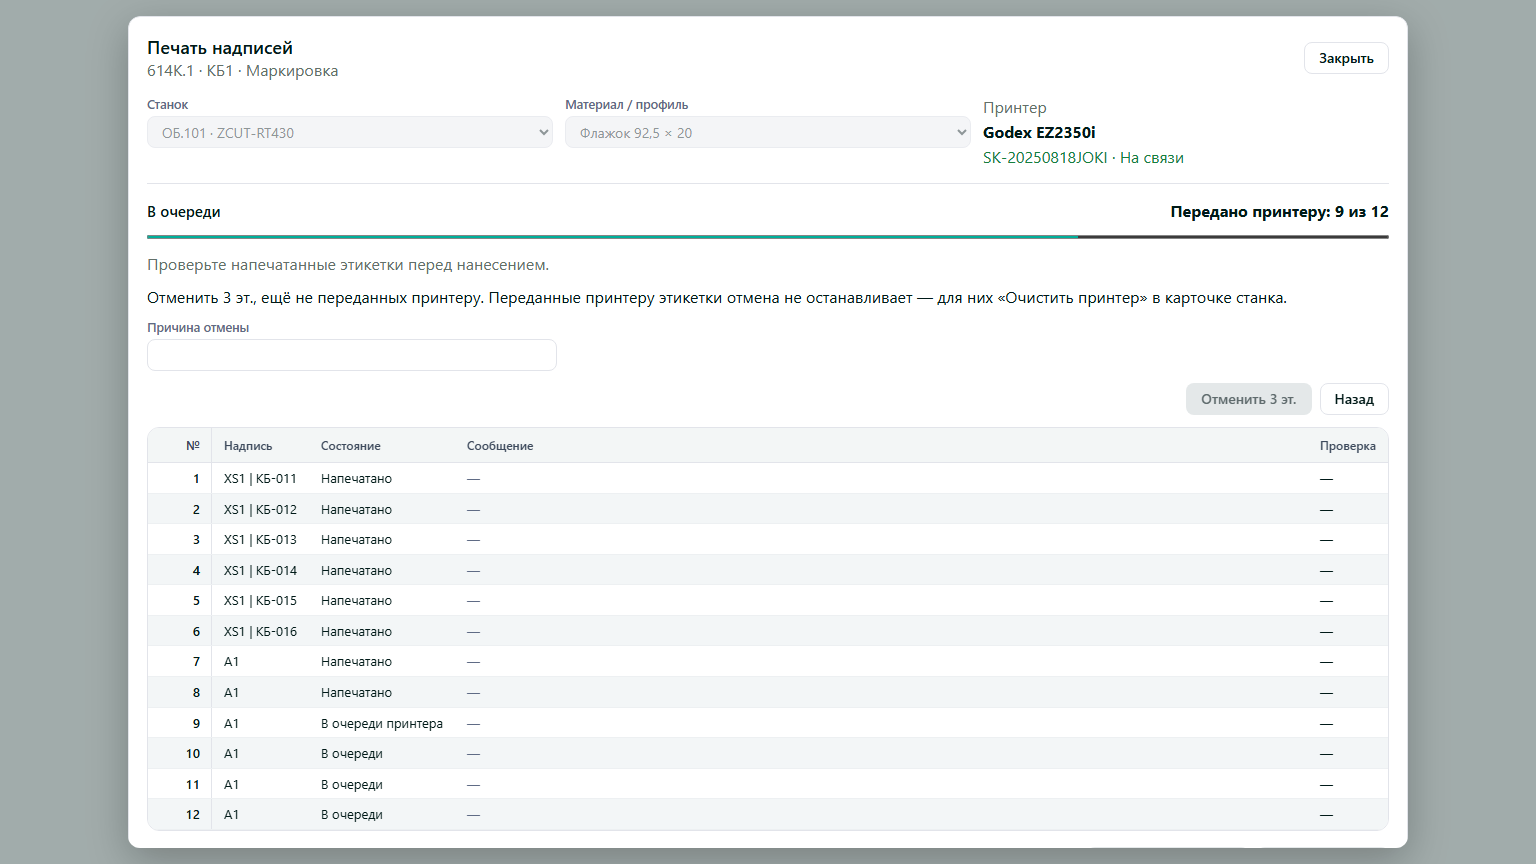 Печать надписей
614К.1 · КБ1 · Маркировка
Закрыть
Станок
ОБ.101 · ZCUT-RT430
Материал / профиль
Флажок 92,5 × 20
Принтер
Godex EZ2350i
SK-20250818JOKI · На связи
В очереди
Передано принтеру: 9 из 12
Проверьте напечатанные этикетки перед нанесением.
Отменить 3 эт., ещё не переданных принтеру. Переданные принтеру этикетки отмена не останавливает — для них «Очистить принтер» в карточке станка.
Причина отмены
Отменить 3 эт.
Назад
№ Надпись Состояние Сообщение Проверка
1 XS1 | КБ-011 Напечатано — —
2 XS1 | КБ-012 Напечатано — —
3 XS1 | КБ-013 Напечатано — —
4 XS1 | КБ-014 Напечатано — —
5 XS1 | КБ-015 Напечатано — —
6 XS1 | КБ-016 Напечатано — —
7 A1 Напечатано — —
8 A1 Напечатано — —
9 A1 В очереди принтера — —
10 A1 В очереди — —
11 A1 В очереди — —
12 A1 В очереди — —